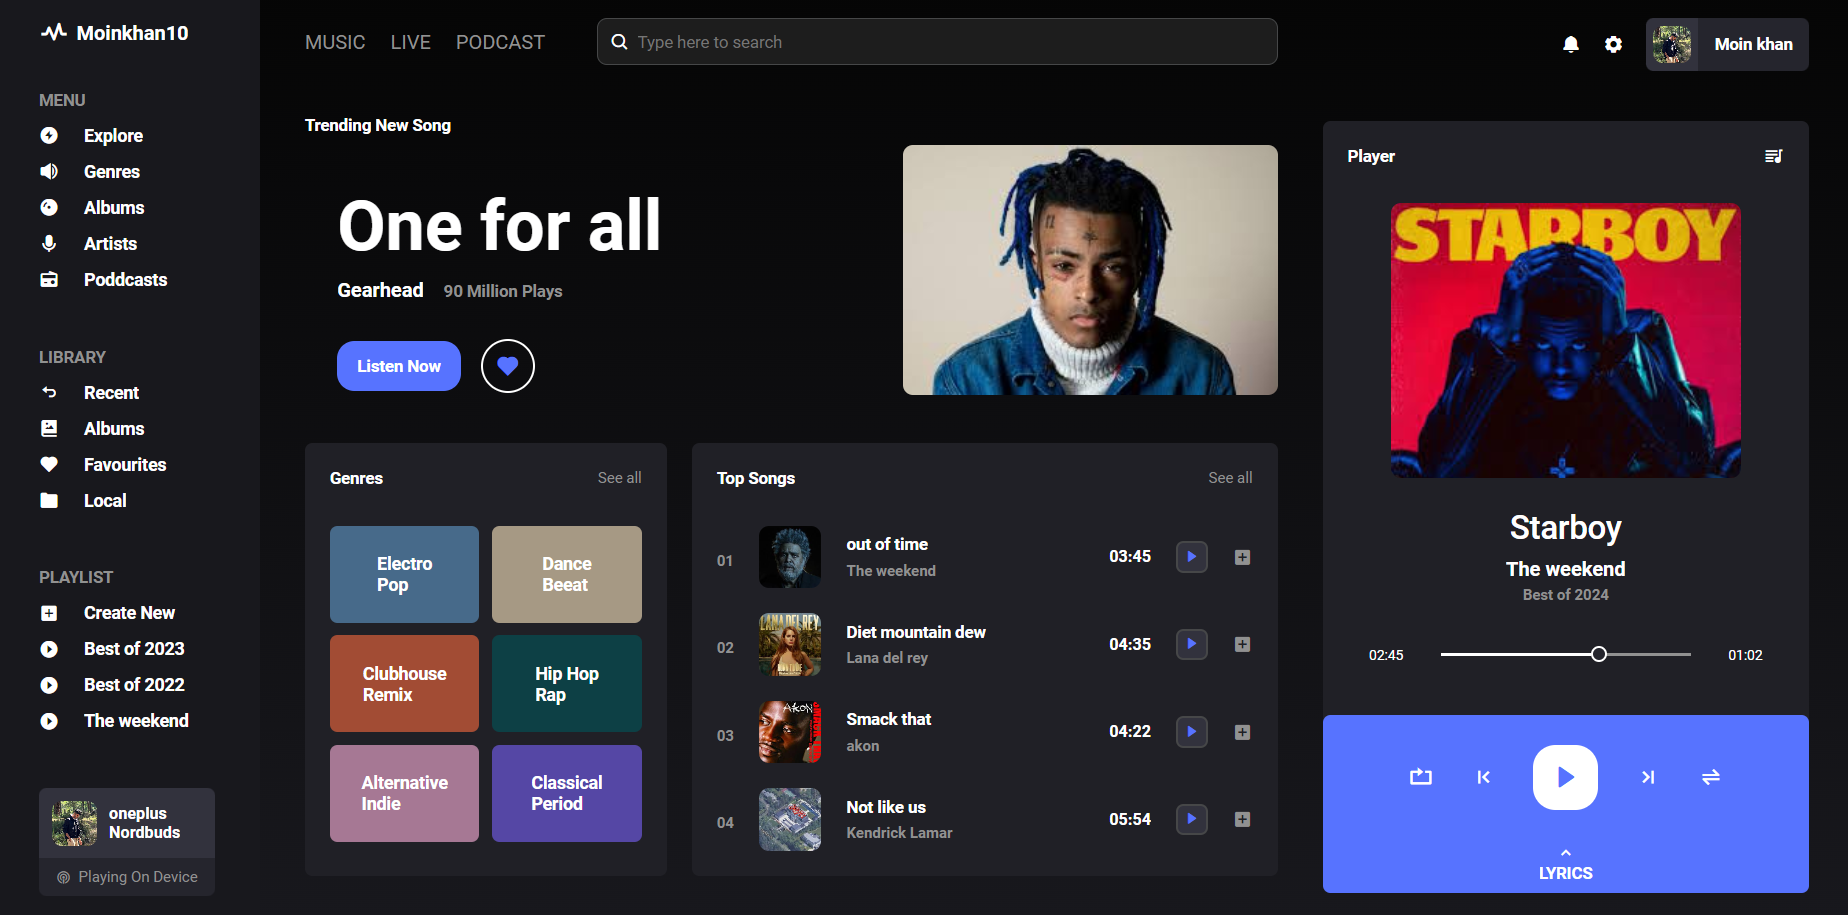 Moinkhan10
MENU
Explore
Genres
Albums
Artists
Poddcasts
LIBRARY
Recent
Albums
Favourites
Local
PLAYLIST
Create New
Best of 2023
Best of 2022
The weekend
oneplus
Nordbuds
Playing On Device
MUSIC LIVE PODCAST
Type here to search
Moin khan
Trending New Song
One for all
Gearhead 90 Million Plays
Listen Now
Genres See all
Electro
Pop
Dance
Beeat
Clubhouse
Remix
Hip Hop
Rap
Alternative
Indie
Classical
Period
Top Songs See all
01 out of time 03:45
The weekend
LANA DEL REY
02 Diet mountain dew 04:35
Lana del rey
AKON
03 Smack that 04:22
akon
04 Not like us 05:54
Kendrick Lamar
Player
STARBOY
Starboy
The weekend
Best of 2024
02:45 01:02
LYRICS